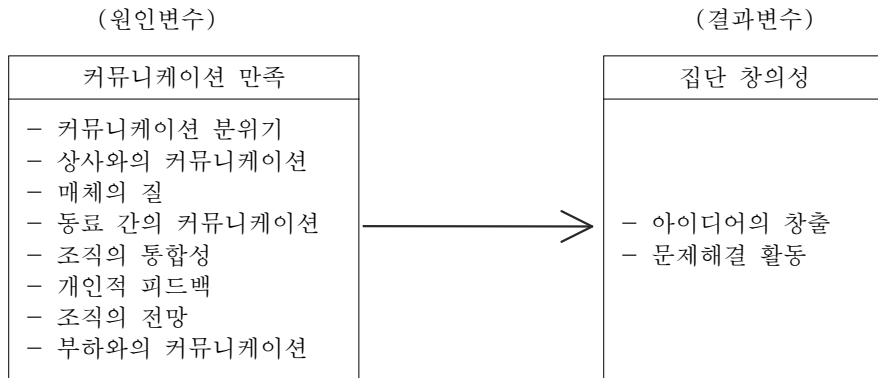 (원인변수)
(결과변수)
커뮤니케이션 만족
- 커뮤니케이션 분위기
- 상사와의 커뮤니케이션
- 매체의 질
- 동료 간의 커뮤니케이션
- 조직의 통합성
- 개인적 피드백
- 조직의 전망
- 부하와의 커뮤니케이션
집단 창의성
- 아이디어의 창출
- 문제해결 활동